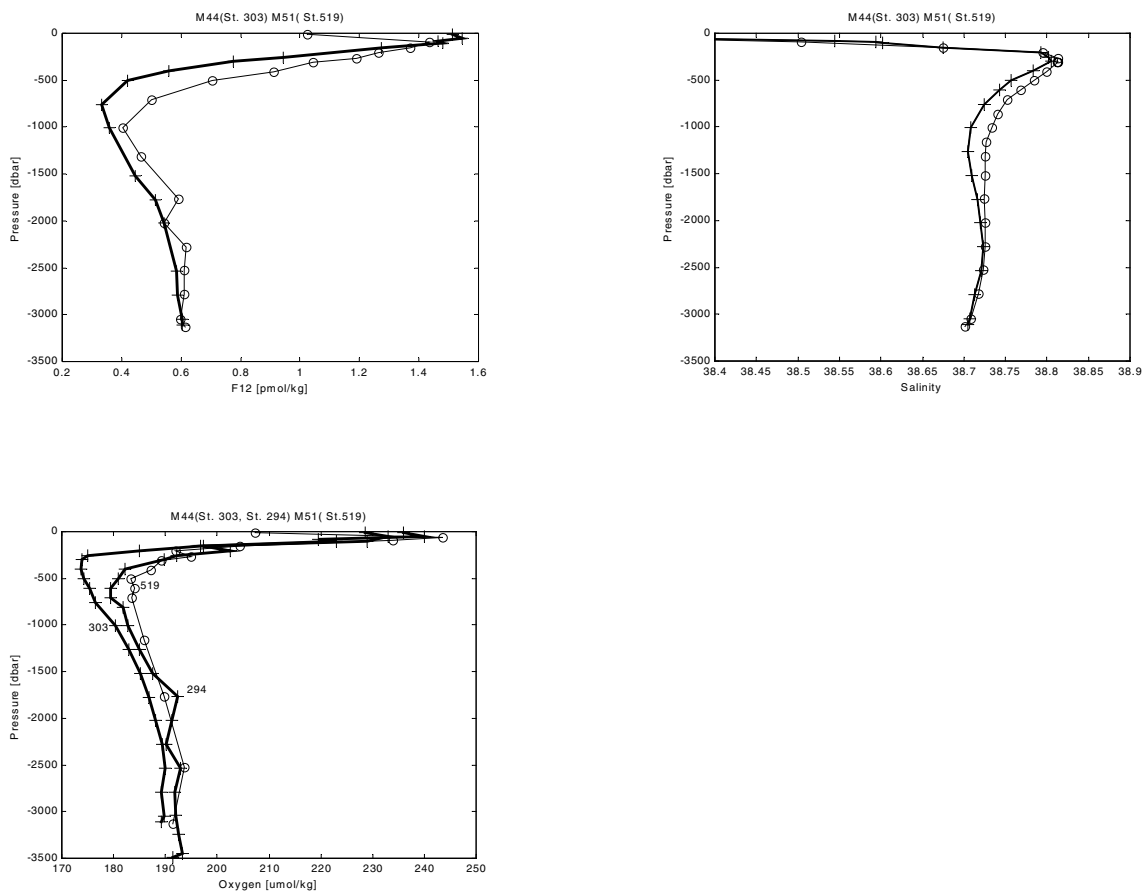 M44(St. 303) M51( St.519)
0
-500
-1000
-1500
-2000
-2500
-3000
-3500
Pressure [dbar]
0.2 0.4 0.6 0.8 1 1.2 1.4 1.6
F12 [pmol/kg]
M44(St. 303) M51( St.519)
0
-500
-1000
-1500
-2000
-2500
-3000
-3500
Pressure [dbar]
38.4 38.45 38.5 38.55 38.6 38.65 38.7 38.75 38.8 38.85 38.9
Salinity
M44(St. 303, St. 294) M51( St.519)
0
-500
-1000
-1500
-2000
-2500
-3000
-3500
Pressure [dbar]
519
303
294
170 180 190 200 210 220 230 240 250
Oxygen [umol/kg]